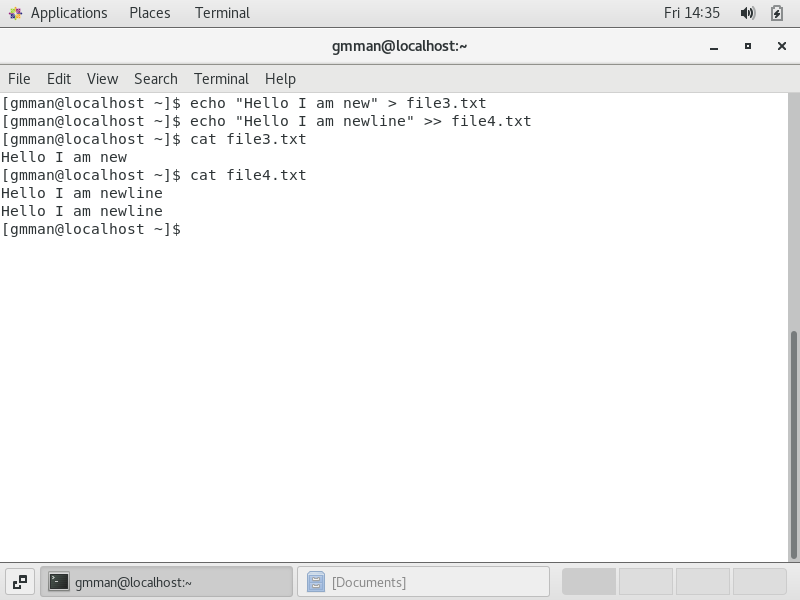 Applications Places Terminal Fri 14:35
gmman@localhost:~
File Edit View Search Terminal Help
[gmman@localhost ~]$ echo "Hello I am new" > file3.txt
[gmman@localhost ~]$ echo "Hello I am newline" >> file4.txt
[gmman@localhost ~]$ cat file3.txt
Hello I am new
[gmman@localhost ~]$ cat file4.txt
Hello I am newline
Hello I am newline
[gmman@localhost ~]$
gmman@localhost:~ [Documents]